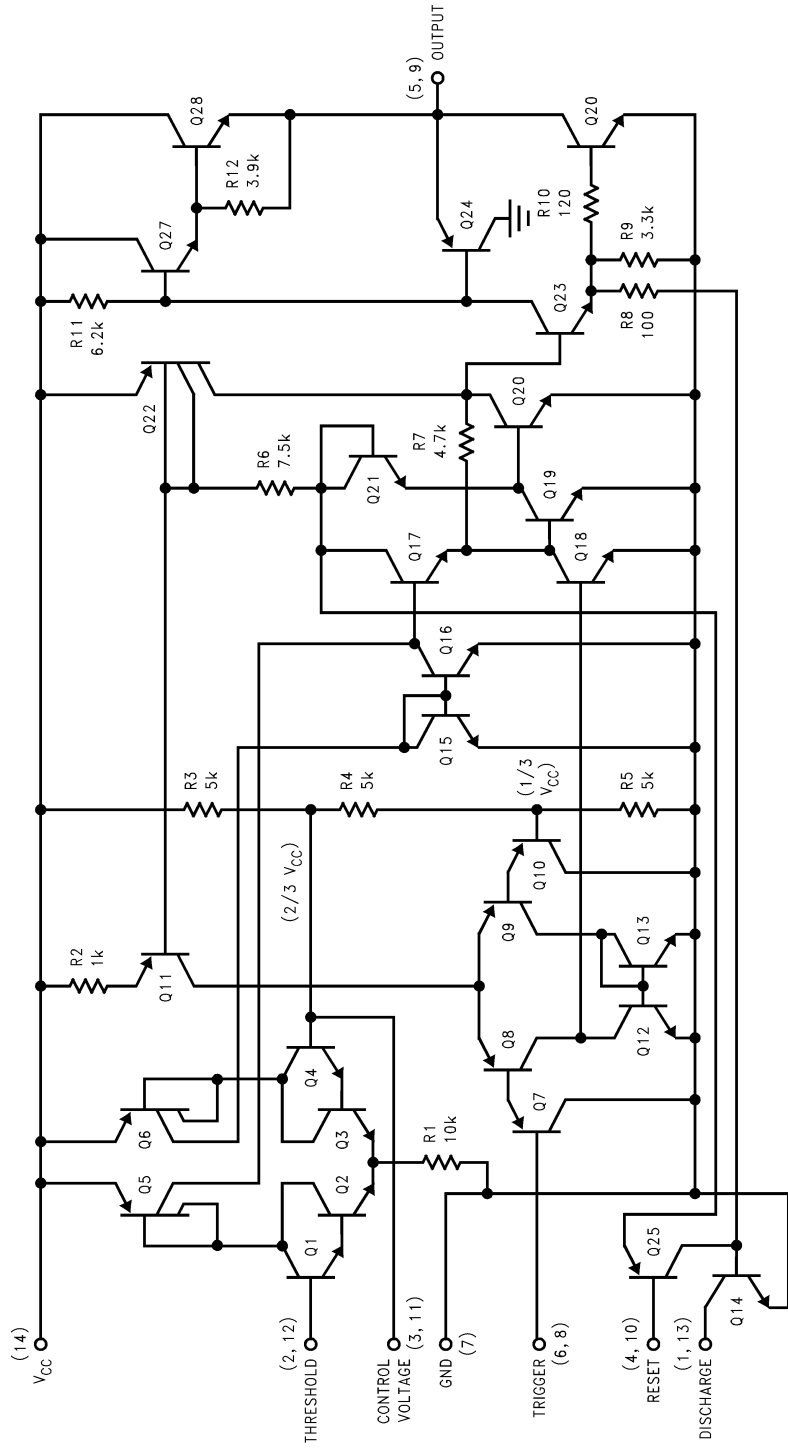 (14)
VCC
(2, 12)
THRESHOLD
CONTROL
VOLTAGE
(3, 11)
GND
(7)
TRIGGER
(6, 8)
(4, 10)
RESET
(1, 13)
DISCHARGE
Q5
Q6
Q1
Q2
Q3
Q4
R1
10k
Q25
Q14
R2
1k
Q11
(2/3 VCC)
Q7
Q8
Q9
Q10
Q12
Q13
R3
5k
R4
5k
(1/3
VCC)
R5
5k
Q15
Q16
Q17
Q18
Q19
Q20
Q21
Q22
R6
7.5k
R7
4.7k
R11
6.2k
Q27
Q28
R12
3.9k
Q24
Q23
R8
100
R9
3.3k
R10
120
Q20
(5, 9)
OUTPUT